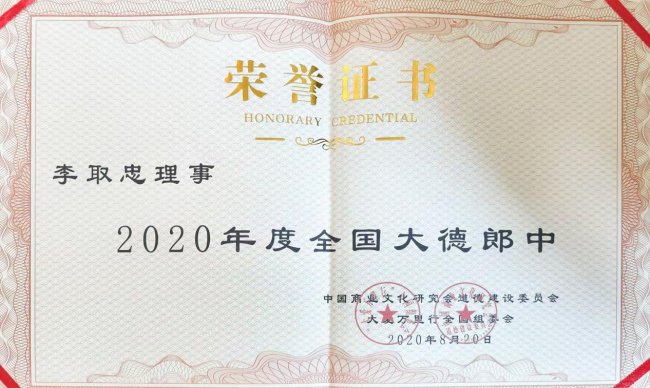 荣誉证书
HONORARY CREDENTIAL
李取忠理事
2020年度全国大德郎中
中国商业文化研究会道德建设委员会
大德万里行全国组委会
2020年8月20日